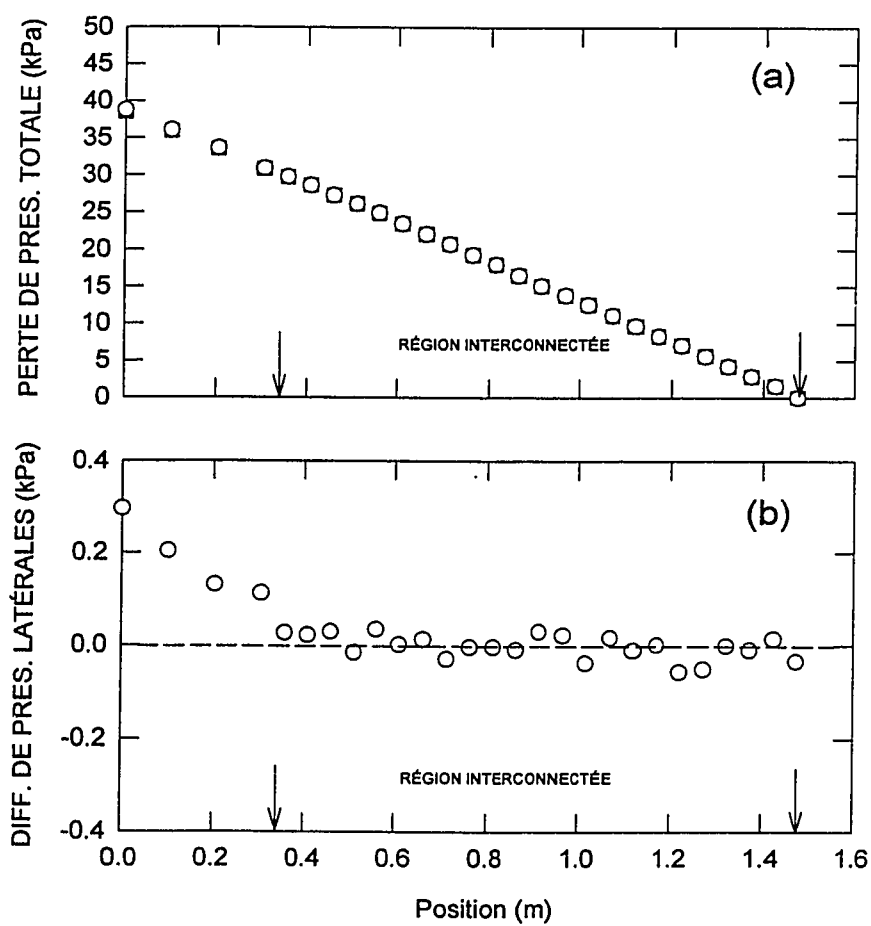 PERTE DE PRES. TOTALE (kPa)
50
45
40
35
30
25
20
15
10
5
0
(a)
RÉGION INTERCONNECTÉE
DIFF. DE PRES. LATÉRALES (kPa)
0.4
0.2
0.0
-0.2
-0.4
(b)
RÉGION INTERCONNECTÉE
0.0 0.2 0.4 0.6 0.8 1.0 1.2 1.4 1.6
Position (m)